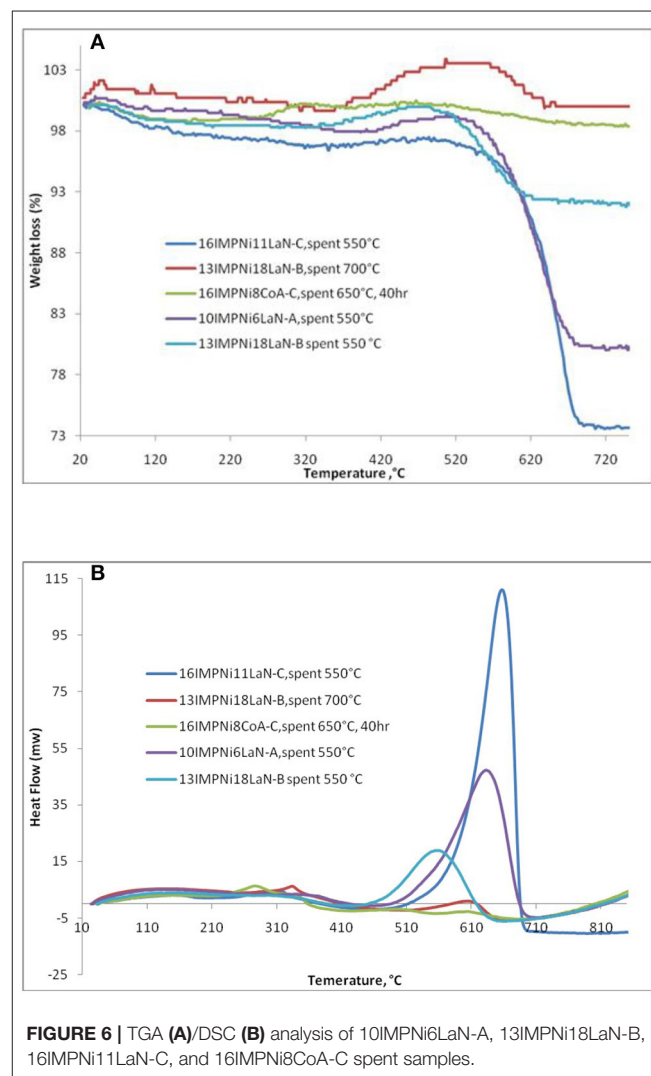 A
103
98
93
88
83
78
73
Weight loss (%)
16IMPNi11LaN-C,spent 550°C
13IMPNi18LaN-B,spent 700°C
16IMPNi8CoA-C,spent 650°C, 40hr
10IMPNi6LaN-A,spent 550°C
13IMPNi18LaN-B spent 550 °C
20 120 220 320 420 520 620 720
Temperature ,°C
B
115
95
75
55
35
15
-5
-25
Heat Flow (mw)
16IMPNi11LaN-C,spent 550°C
13IMPNi18LaN-B,spent 700°C
16IMPNi8CoA-C,spent 650°C, 40hr
10IMPNi6LaN-A,spent 550°C
13IMPNi18LaN-B spent 550 °C
10 110 210 310 410 510 610 710 810
Temerature, °C
FIGURE 6 | TGA (A)/DSC (B) analysis of 10IMPNi6LaN-A, 13IMPNi18LaN-B,
16IMPNi11LaN-C, and 16IMPNi8CoA-C spent samples.